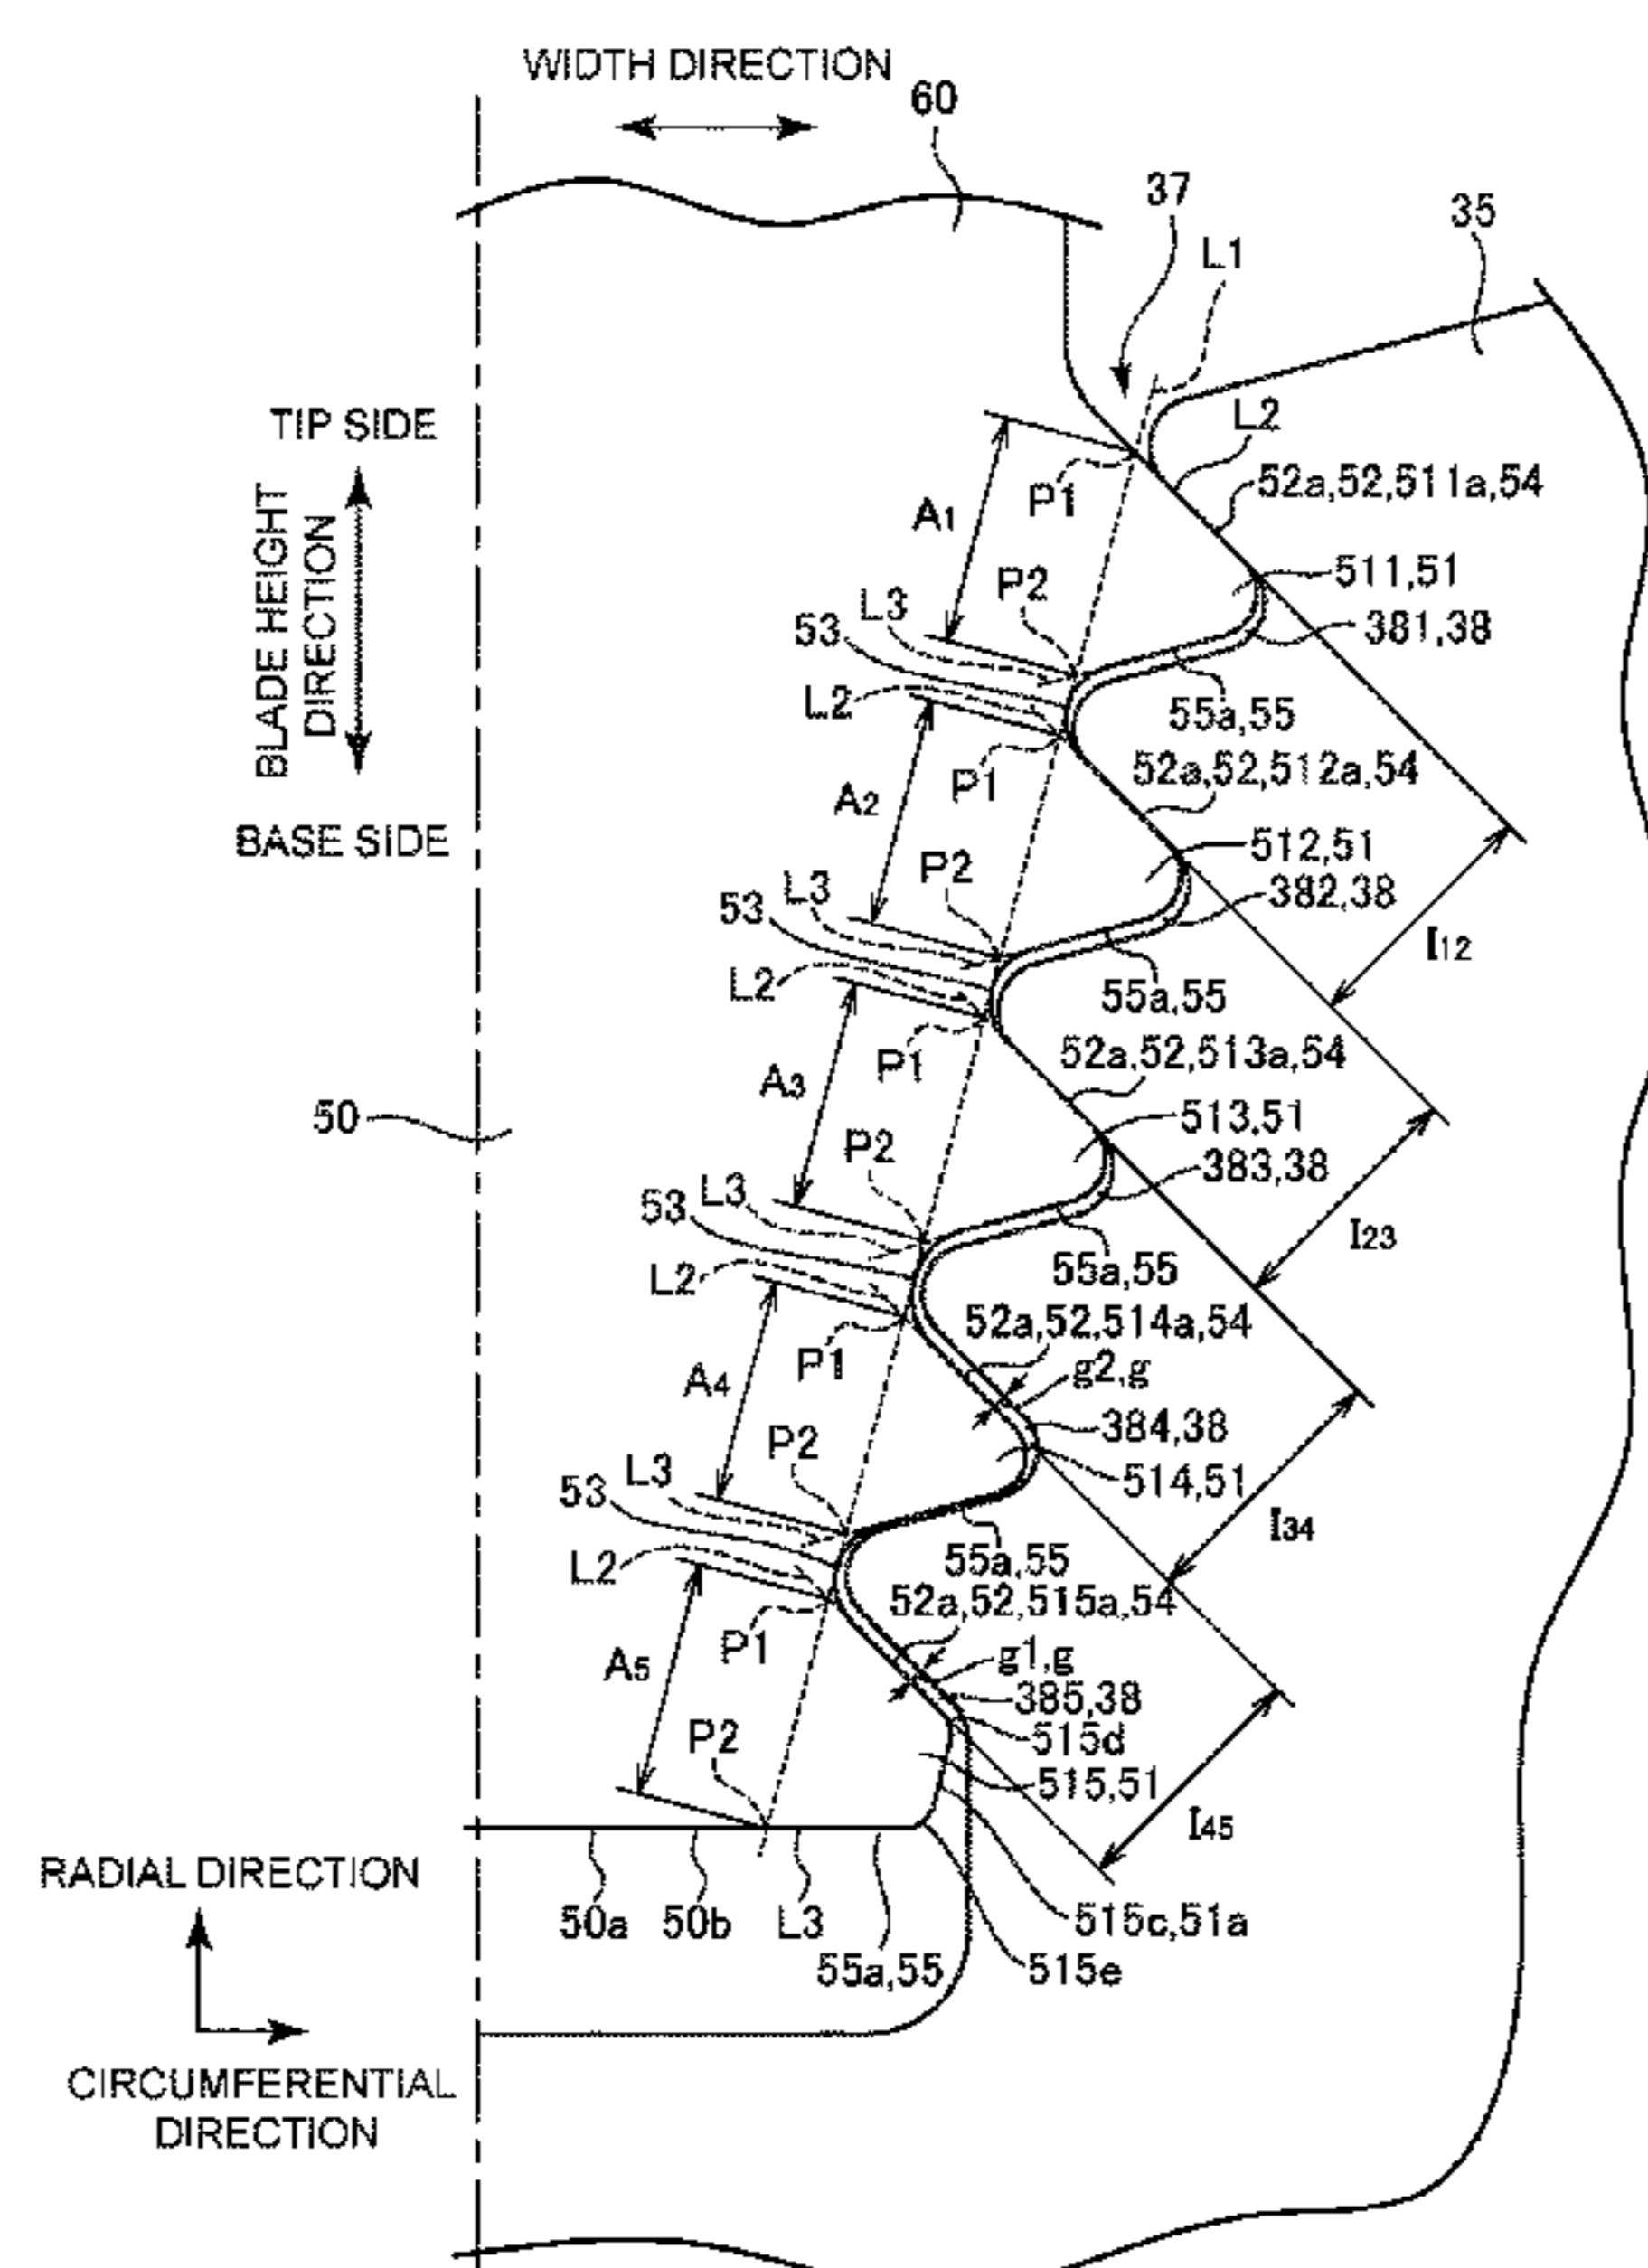 WIDTH DIRECTION
60
37
35
L1
TIP SIDE
L2
BLADE HEIGHT
DIRECTION
P1
52a,52,511a,54
A1
P2
511,51
L3
53
381,38
L2
55a,55
P1
52a,52,512a,54
A2
BASE SIDE
512,51
P2
L3
382,38
53
I12
L2
55a,55
P1
52a,52,513a,54
A3
50
513,51
P2
383,38
L3
53
I23
L2
55a,55
52a,52,514a,54
P1
g2,g
A4
384,38
P2
L3
514,51
53
I34
L2
55a,55
52a,52,515a,54
P1
g1,g
A5
385,38
P2
515d
515,51
I45
RADIAL DIRECTION
50a
50b
L3
515c,51a
55a,55
515e
CIRCUMFERENTIAL
DIRECTION